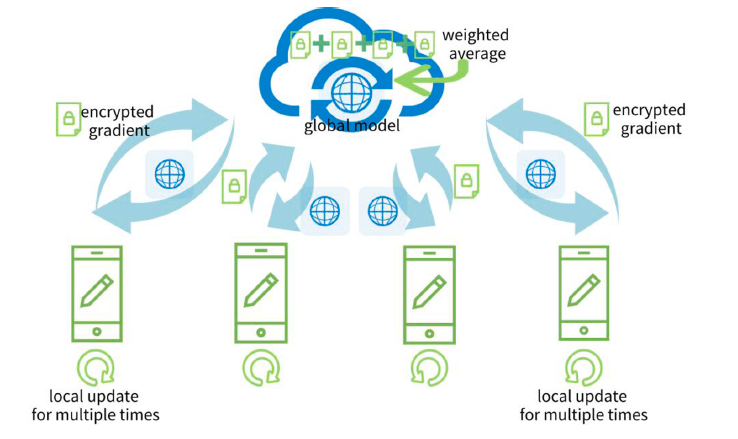 weighted
average
global model
encrypted
gradient
encrypted
gradient
local update
for multiple times
local update
for multiple times